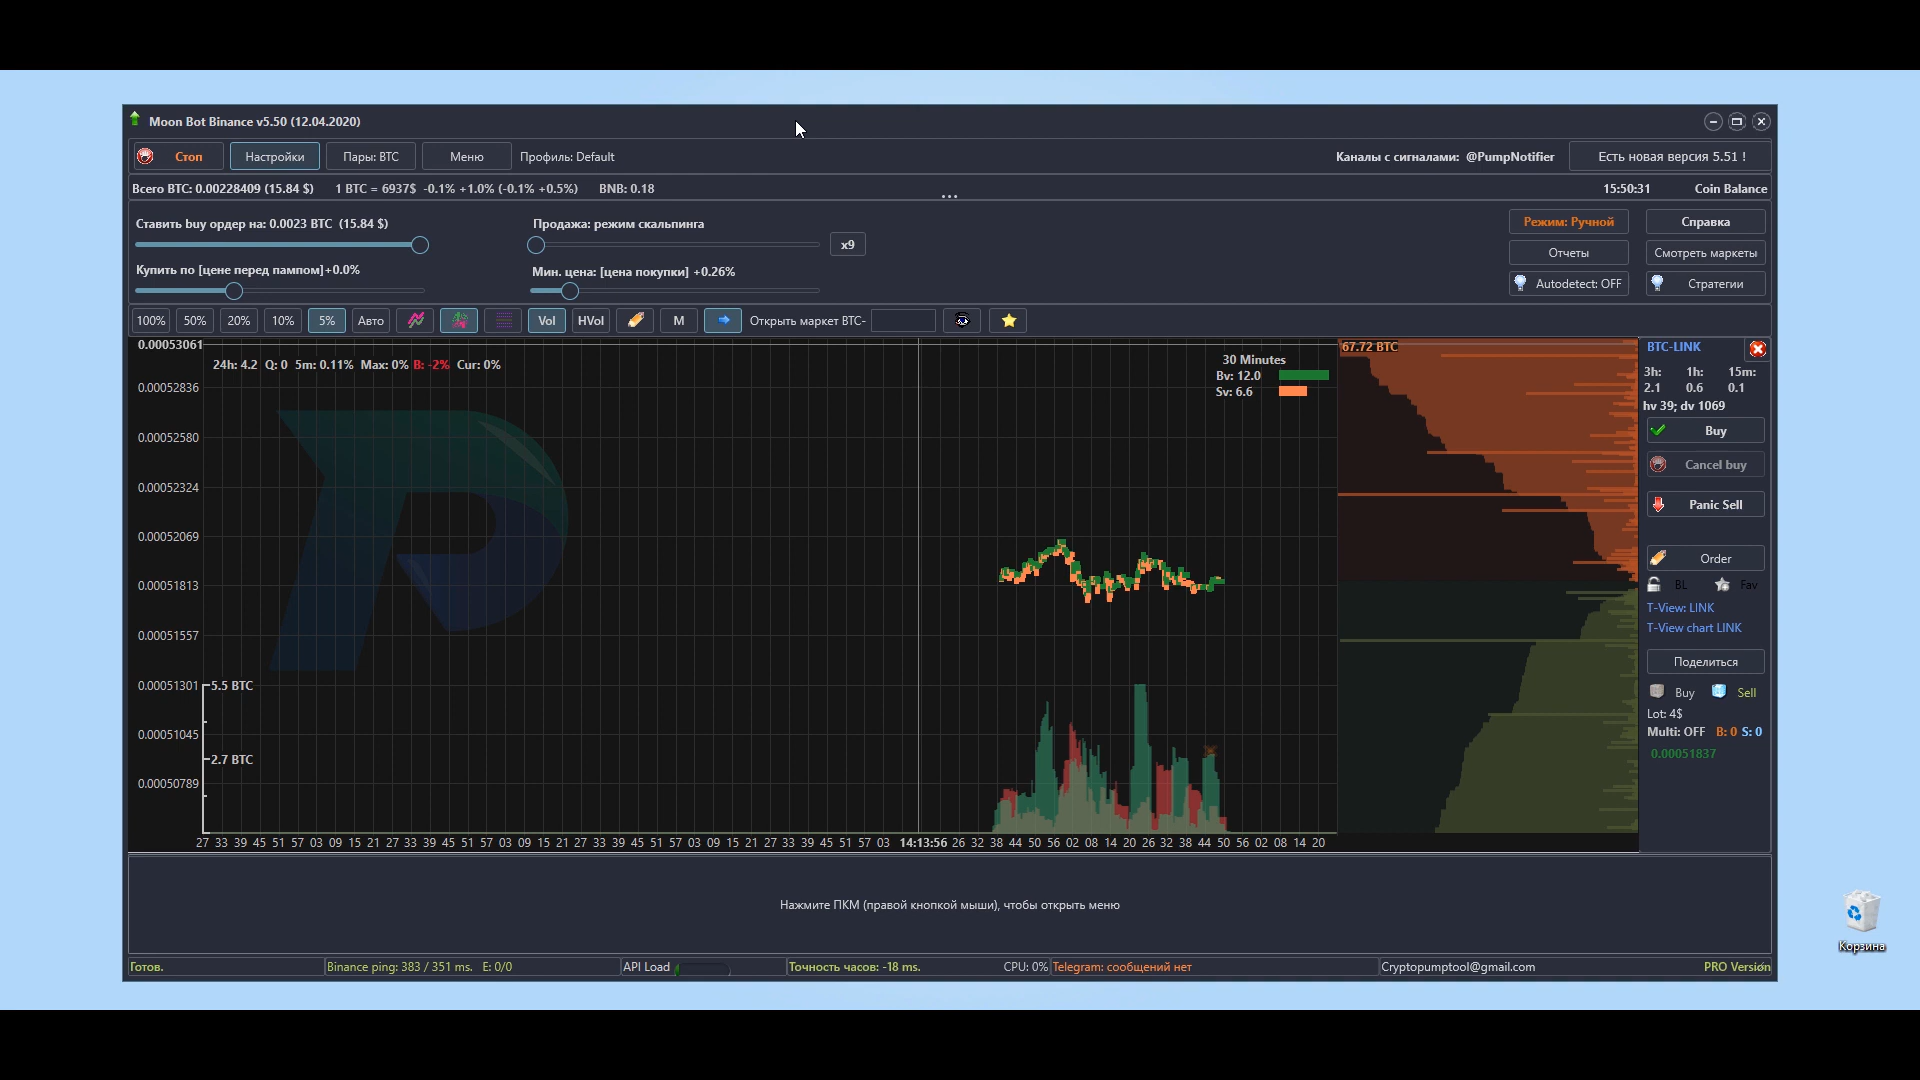 Moon Bot Binance v5.50 (12.04.2020)
Стоп Настройки Пары: BTC Меню Профиль: Default Каналы с сигналами: @PumpNotifier Есть новая версия 5.51 !
Всего BTC: 0.00228409 (15.84 $) 1 BTC = 6937$ -0.1% +1.0% (-0.1% +0.5%) BNB: 0.18 ... 15:50:31 Coin Balance
Ставить buy ордер на: 0.0023 BTC (15.84 $) Продажа: режим скальпинга Режим: Ручной Справка
x9
Отчеты Смотреть маркеты
Купить по [цене перед пампом]+0.0% Мин. цена: [цена покупки] +0.26%
Autodetect: OFF Стратегии
100% 50% 20% 10% 5% Авто Vol HVol M Открыть маркет BTC-
0.00053061 67.72 BTC BTC-LINK
24h: 4.2 Q: 0 5m: 0.11% Max: 0% B: -2% Cur: 0% 30 Minutes
Bv: 12.0 3h: 1h: 15m:
0.00052836 Sv: 6.6 2.1 0.6 0.1
hv 39; dv 1069
0.00052580 Buy
Cancel buy
0.00052324
Panic Sell
0.00052069
Order
0.00051813 BL Fav
T-View: LINK
0.00051557 T-View chart LINK
Поделиться
0.00051301 5.5 BTC Buy Sell
Lot: 4$
0.00051045 Multi: OFF B: 0 S: 0
2.7 BTC 0.00051837
0.00050789
27 33 39 45 51 57 03 09 15 21 27 33 39 45 51 57 03 09 15 21 27 33 39 45 51 57 03 09 15 21 27 33 39 45 51 57 03 14:13:56 26 32 38 44 50 56 02 08 14 20 26 32 38 44 50 56 02 08 14 20
Нажмите ПКМ (правой кнопкой мыши), чтобы открыть меню
Корзина
Готов. Binance ping: 383 / 351 ms. E: 0/0 API Load Точность часов: -18 ms. CPU: 0% Telegram: сообщений нет Cryptopumptool@gmail.com PRO Version